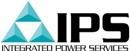 IPS
INTEGRATED POWER SERVICES